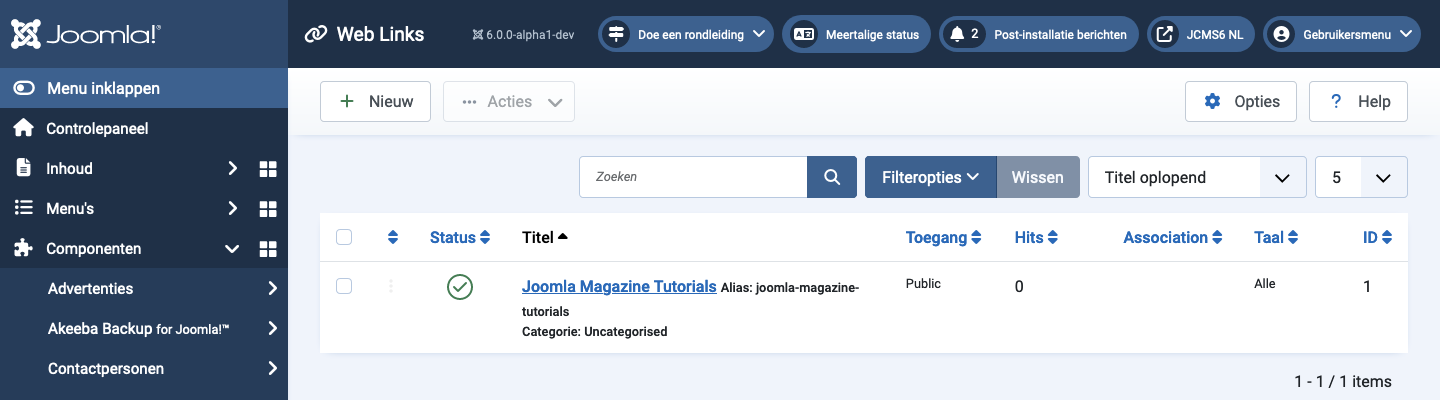 Joomla!®
Web Links
6.0.0-alpha1-dev
Doe een rondleiding
Meertalige status
2 Post-installatie berichten
JCMS6 NL
Gebruikersmenu
Menu inklappen
Controlepaneel
Inhoud
Menu's
Componenten
Advertenties
Akeeba Backup for Joomla!™
Contactpersonen
Nieuw
Acties
Opties
? Help
Zoeken
Filteropties
Wissen
Titel oplopend
5
Status Titel Toegang Hits Association Taal ID
Joomla Magazine Tutorials Alias: joomla-magazine- Public 0 Alle 1
tutorials
Categorie: Uncategorised
1 - 1 / 1 items